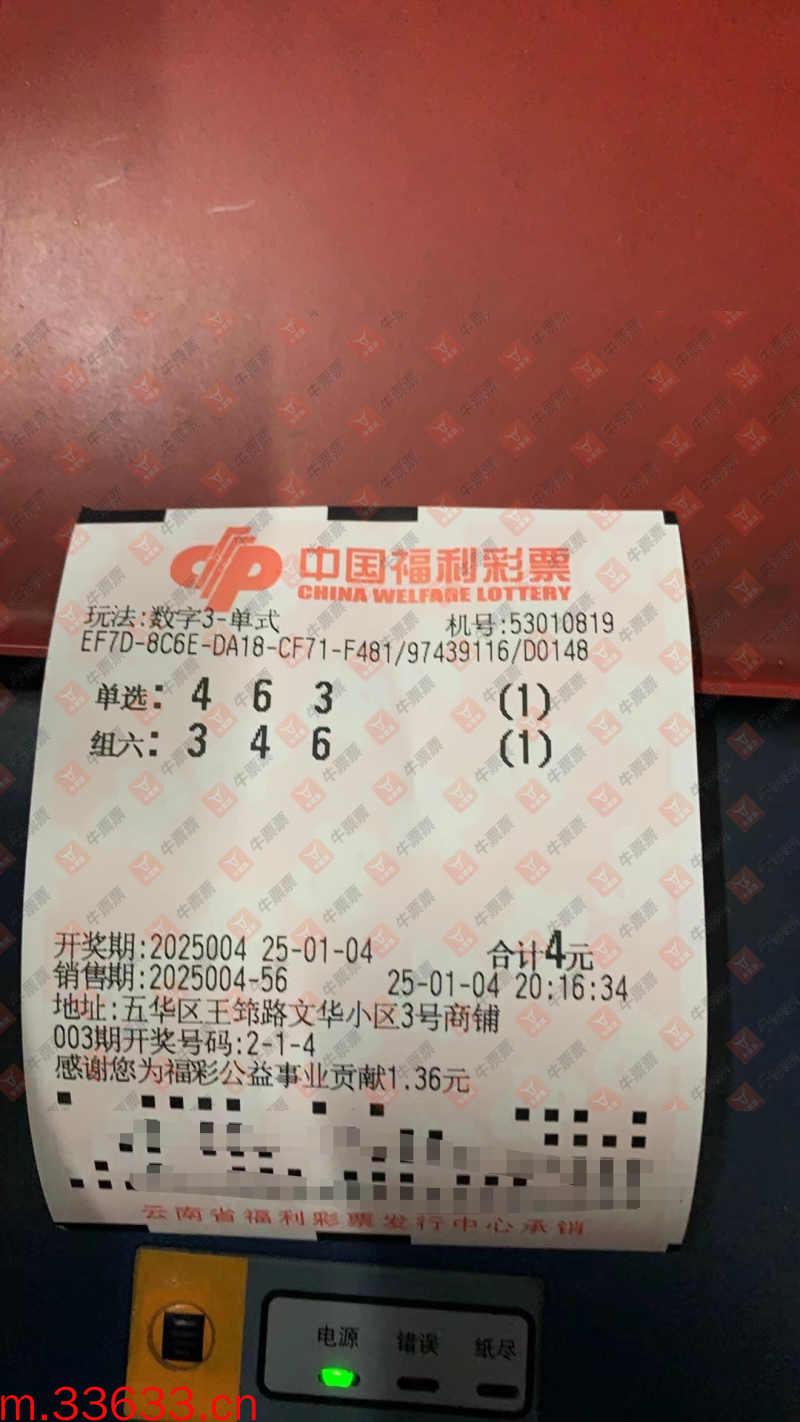 中国福利彩票
CHINA WELFARE LOTTERY
玩法:数字3-单式 机号:53010819
EF7D-8C6E-DA18-CF71-F481/97439116/D0148
单选: 4 6 3 (1)
组六: 3 4 6 (1)
开奖期:2025004 25-01-04 合计4元
销售期:2025004-56 25-01-04 20:16:34
地址:五华区王筇路文华小区3号商铺
003期开奖号码:2-1-4
感谢您为福彩公益事业贡献1.36元
云南省福利彩票发行中心承销
电源 错误 纸尽
m.33633.cn
牛票票